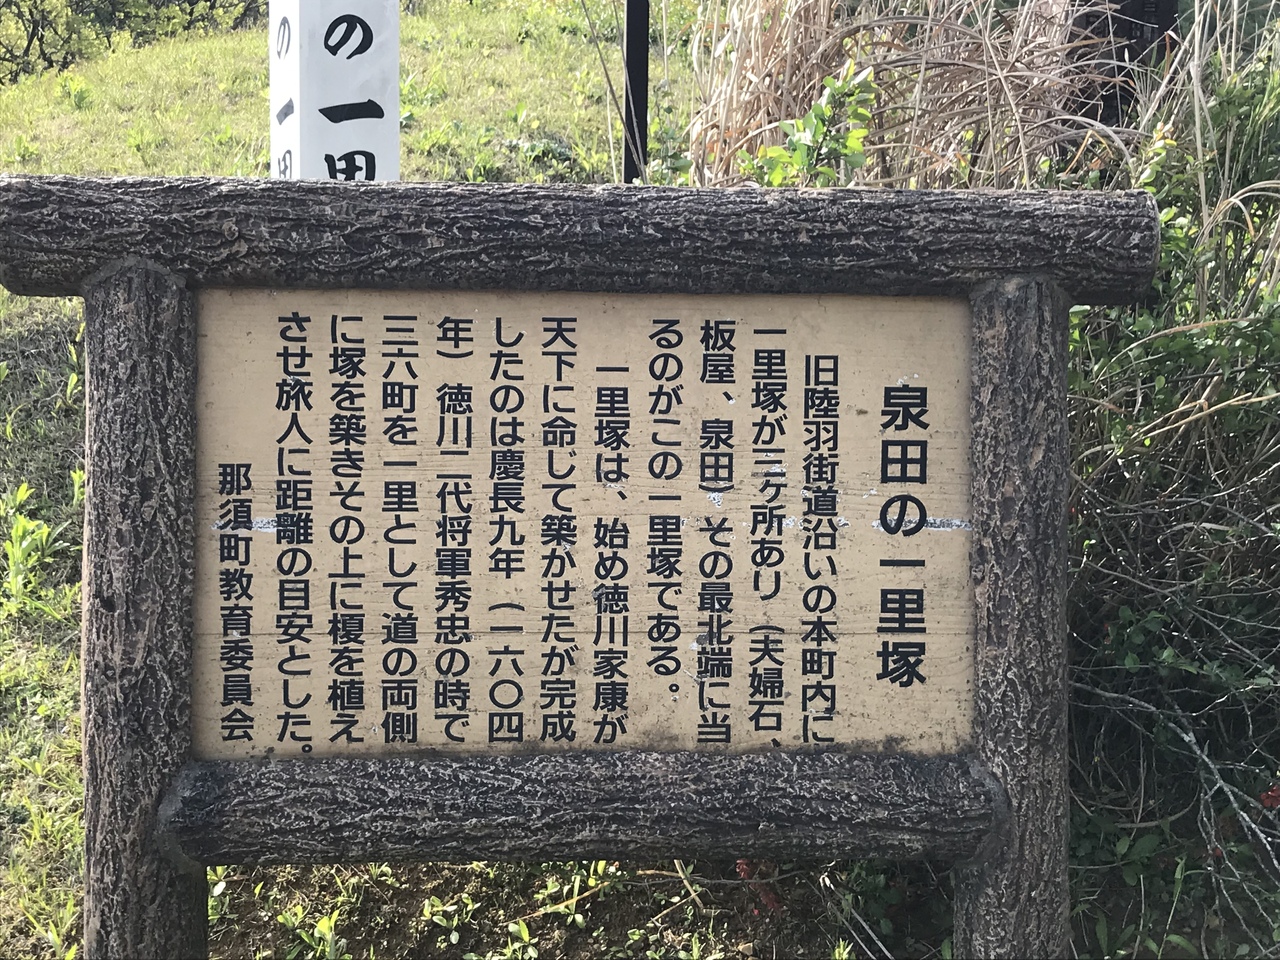 の一里
の一里
泉田の一里塚
旧陸羽街道沿いの本町内に
一里塚が三ヶ所あり（夫婦石、
板屋、泉田）その最北端に当
るのがこの一里塚である。
一里塚は、始め徳川家康が
天下に命じて築かせたが完成
したのは慶長九年（一六〇四
年）徳川二代将軍秀忠の時で
三六町を一里として道の両側
に塚を築きその上に榎を植え
させ旅人に距離の目安とした。
那須町教育委員会